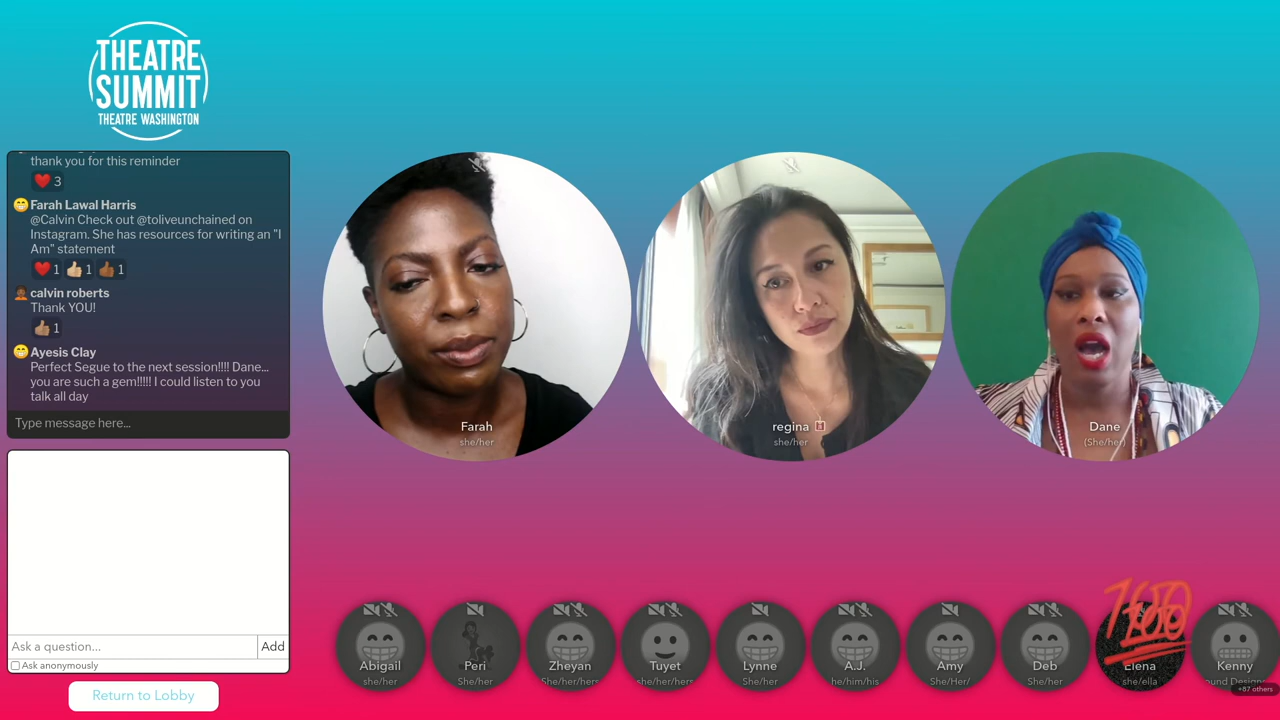 THEATRE
SUMMIT
THEATRE WASHINGTON
thank you for this reminder
3
Farah Lawal Harris
@Calvin Check out @toliveunchained on
Instagram. She has resources for writing an "I
Am" statement
1 1 1
calvin roberts
Thank YOU!
1
Ayesis Clay
Perfect Segue to the next session!!!! Dane...
you are such a gem!!!!! I could listen to you
talk all day
Type message here...
Ask a question...
Add
Ask anonymously
Return to Lobby
Farah
she/her
regina
she/her
Dane
(She/her)
Abigail
she/her
Peri
She/her
Zheyan
She/her/hers
Tuyet
she/her/hers
Lynne
She/her
A.J.
he/him/his
Amy
She/Her/
Deb
She/her
100
Elena
she/ella
Kenny
ound Design
+87 others